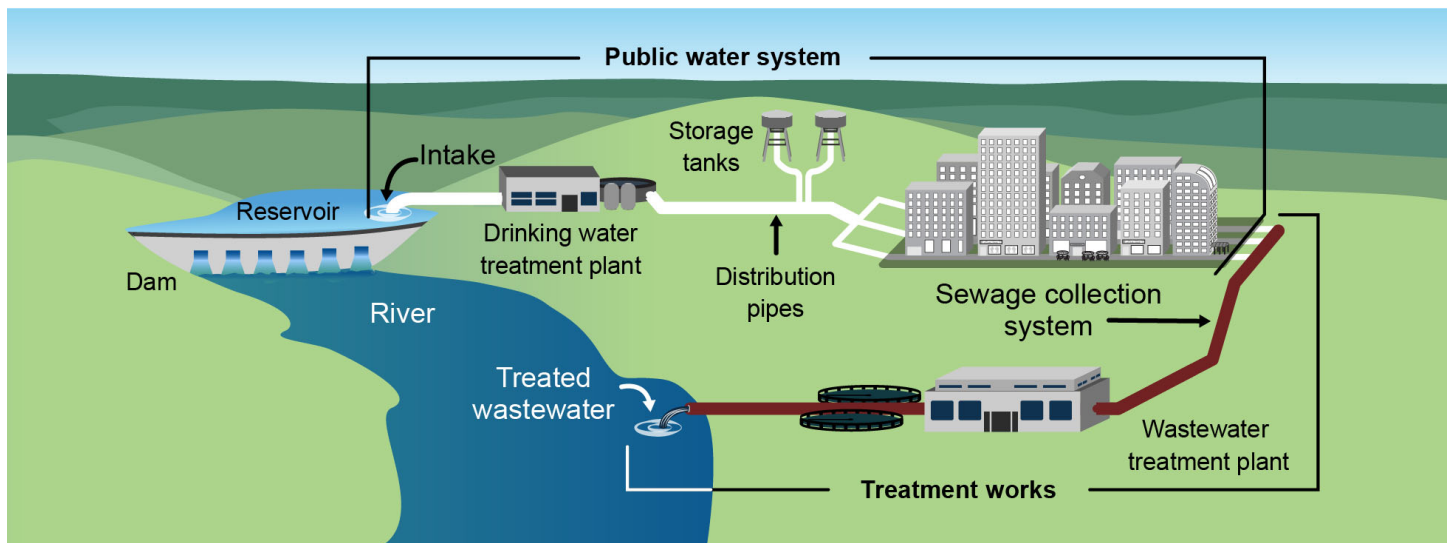 Public water system
Storage
tanks
Intake
Reservoir
Drinking water
treatment plant
Dam
Distribution
pipes
Sewage collection
system
River
Treated
wastewater
Wastewater
treatment plant
Treatment works